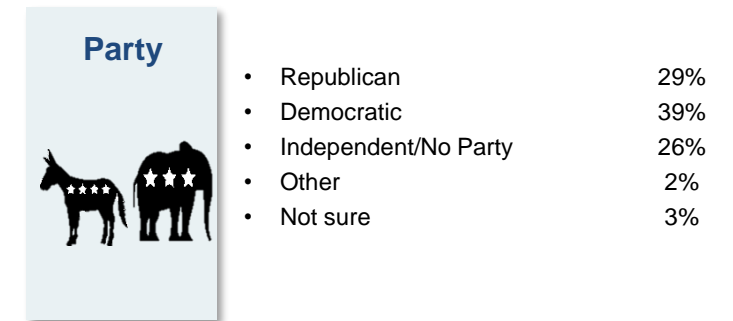 Party
• Republican 29%
• Democratic 39%
• Independent/No Party 26%
• Other 2%
• Not sure 3%